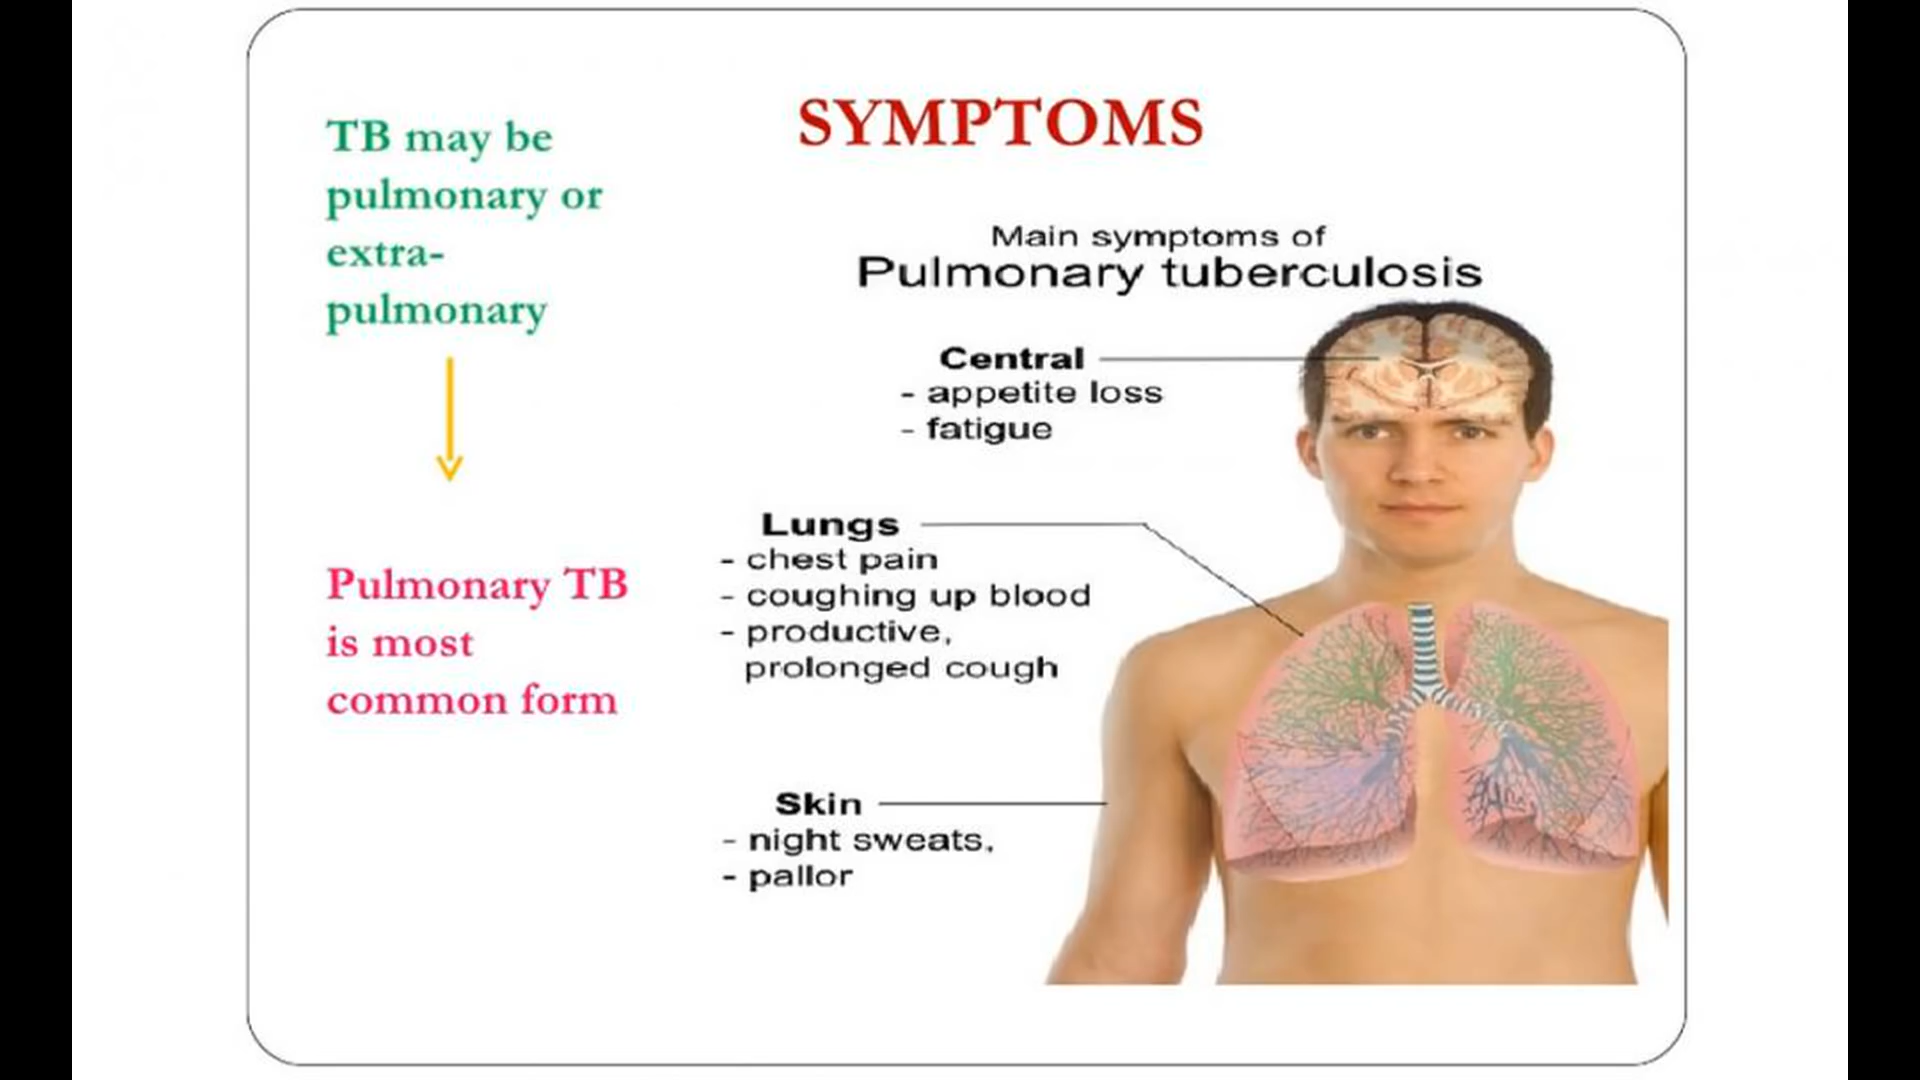 SYMPTOMS
TB may be
pulmonary or
extra-
pulmonary
Pulmonary TB
is most
common form
Main symptoms of
Pulmonary tuberculosis
Central
- appetite loss
- fatigue
Lungs
- chest pain
- coughing up blood
- productive,
prolonged cough
Skin
- night sweats,
- pallor